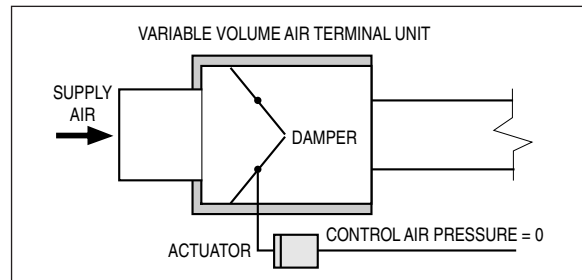 VARIABLE VOLUME AIR TERMINAL UNIT
SUPPLY
AIR
DAMPER
ACTUATOR
CONTROL AIR PRESSURE = 0